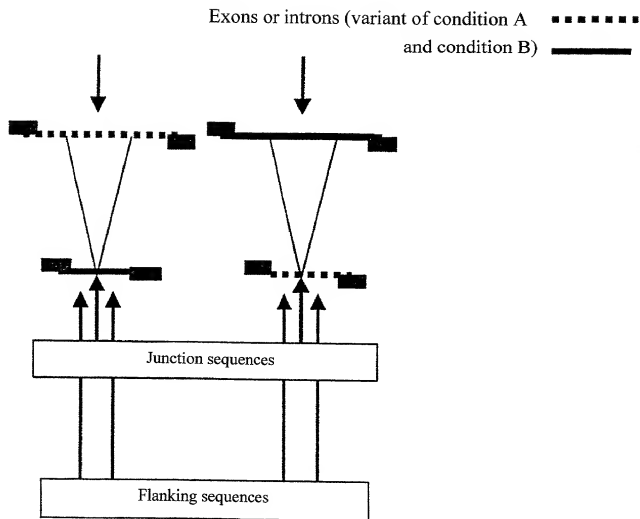 Exons or introns (variant of condition A
and condition B)
Junction sequences
Flanking sequences